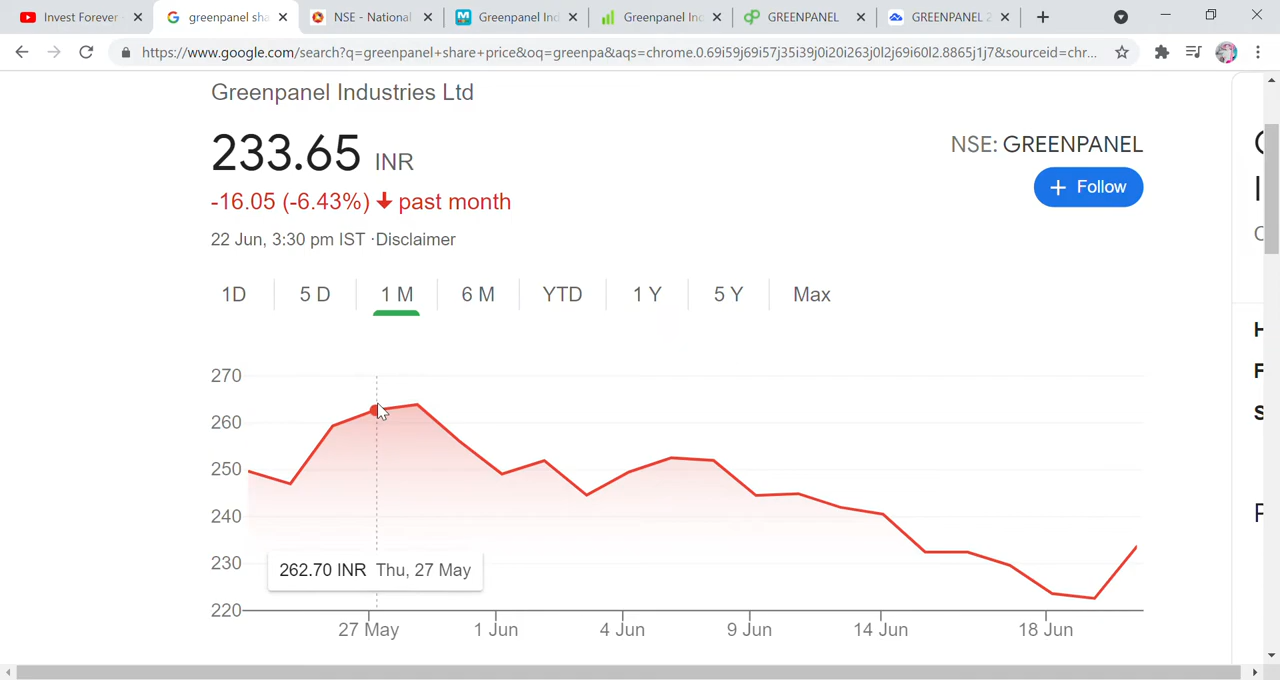 Invest Forever
greenpanel sha
NSE - National
Greenpanel Ind
Greenpanel Inc
GREENPANEL
GREENPANEL 2
https://www.google.com/search?q=greenpanel+share+price&oq=greenpa&aqs=chrome.0.69i59j69i57j35i39j0i20i263j0l2j69i60l2.8865j1j7&sourceid=chr...
Greenpanel Industries Ltd
233.65 INR
NSE: GREENPANEL
+ Follow
-16.05 (-6.43%) ↓ past month
22 Jun, 3:30 pm IST ·Disclaimer
1D 5 D 1 M 6 M YTD 1 Y 5 Y Max
270
260
250
240
230
220
262.70 INR Thu, 27 May
27 May 1 Jun 4 Jun 9 Jun 14 Jun 18 Jun